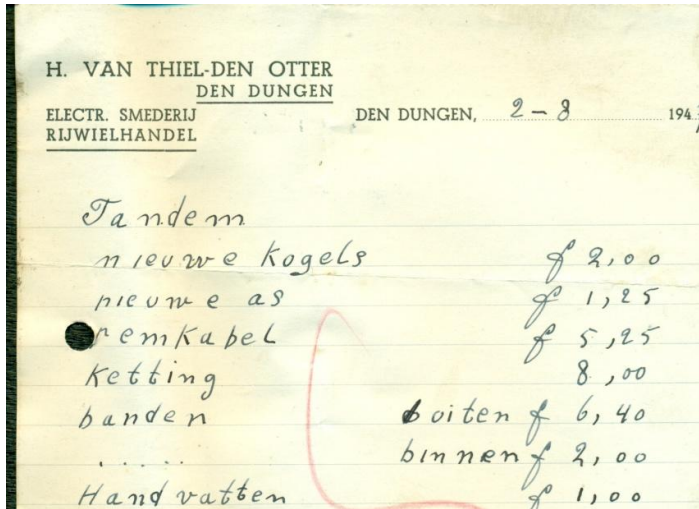 H. VAN THIEL-DEN OTTER
DEN DUNGEN
ELECTR. SMEDERIJ
RIJWIELHANDEL
DEN DUNGEN, 2-8 194
Tandem
nieuwe kogels f 2,00
nieuwe as f 1,25
remkabel f 5,25
ketting 8,00
banden buiten f 6,40
..... binnen f 2,00
Handvatten f 1,00